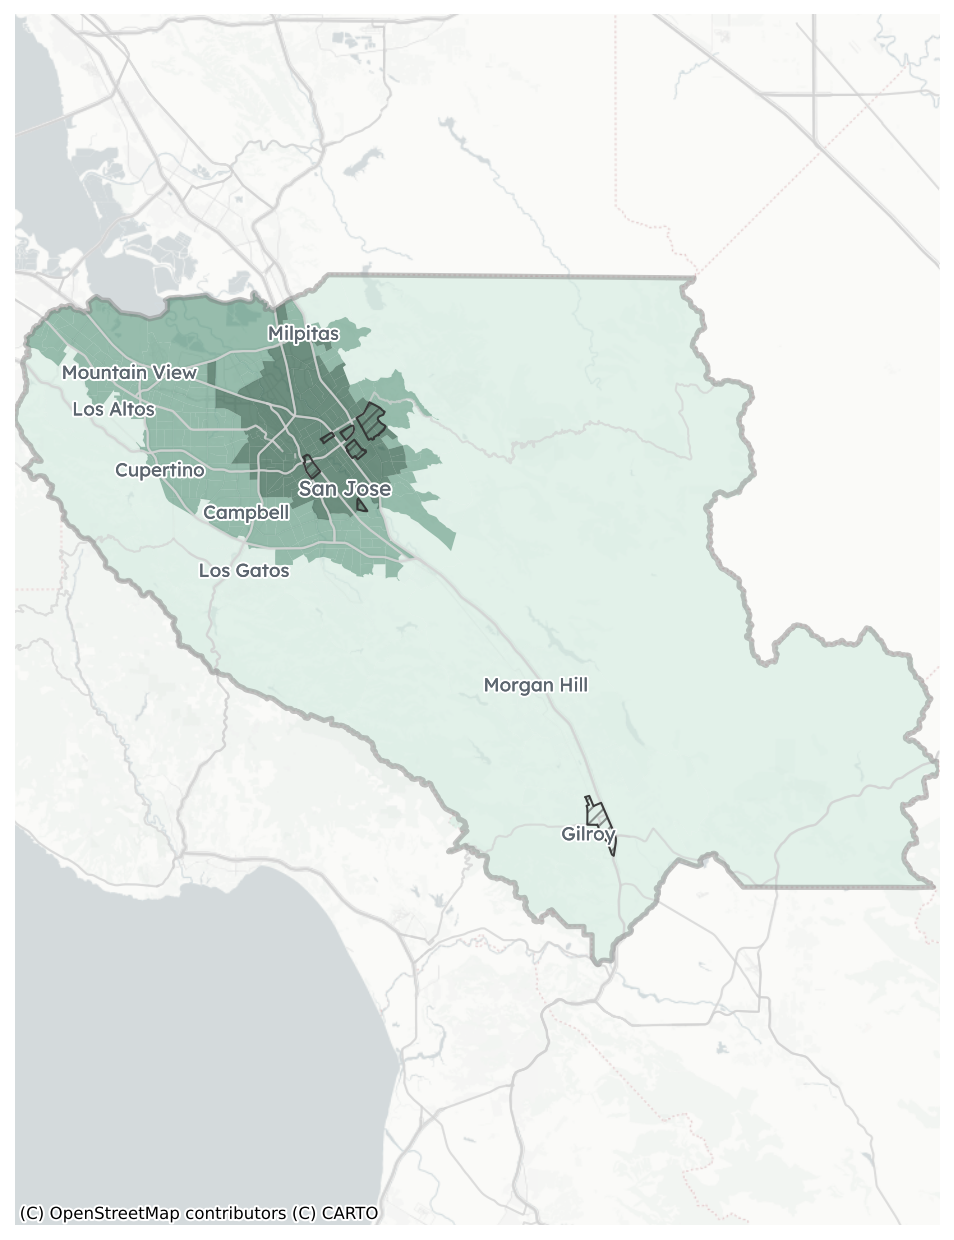 Milpitas
Mountain View
Los Altos
Cupertino
San Jose
Campbell
Los Gatos
Morgan Hill
Gilroy
(C) OpenStreetMap contributors (C) CARTO